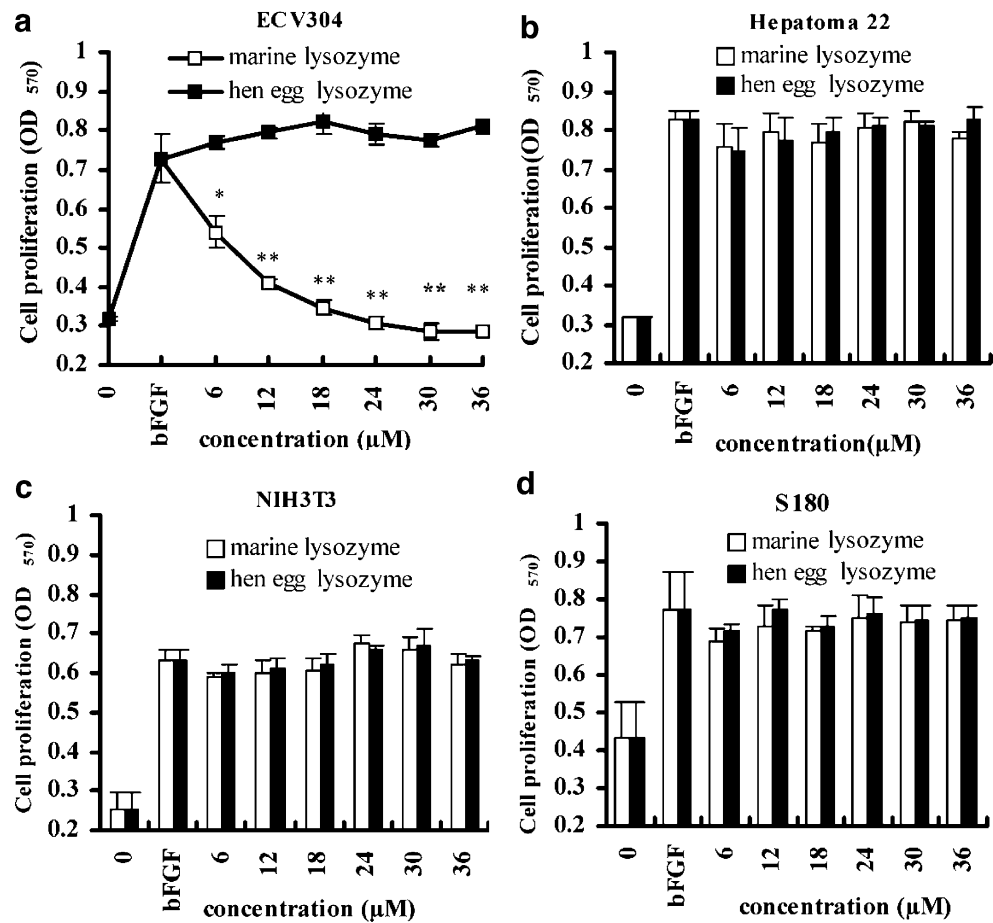 a
ECV304
marine lysozyme
hen egg lysozyme
Cell proliferation (OD 570)
1
0.9
0.8
0.7
0.6
0.5
0.4
0.3
0.2
*
**
**
**
**
**
0 bFGF 6 12 18 24 30 36
concentration (μM)
b
Hepatoma 22
marine lysozyme
hen egg lysozyme
Cell proliferation(OD 570)
1
0.9
0.8
0.7
0.6
0.5
0.4
0.3
0.2
0 bFGF 6 12 18 24 30 36
concentration(μM)
c
NIH3T3
marine lysozyme
hen egg lysozyme
Cell proliferation (OD 570)
1
0.9
0.8
0.7
0.6
0.5
0.4
0.3
0.2
0 bFGF 6 12 18 24 30 36
concentration (μM)
d
S180
marine lysozyme
hen egg lysozyme
Cell proliferation (OD 570)
1
0.9
0.8
0.7
0.6
0.5
0.4
0.3
0.2
0 bFGF 6 12 18 24 30 36
concentration (μM)